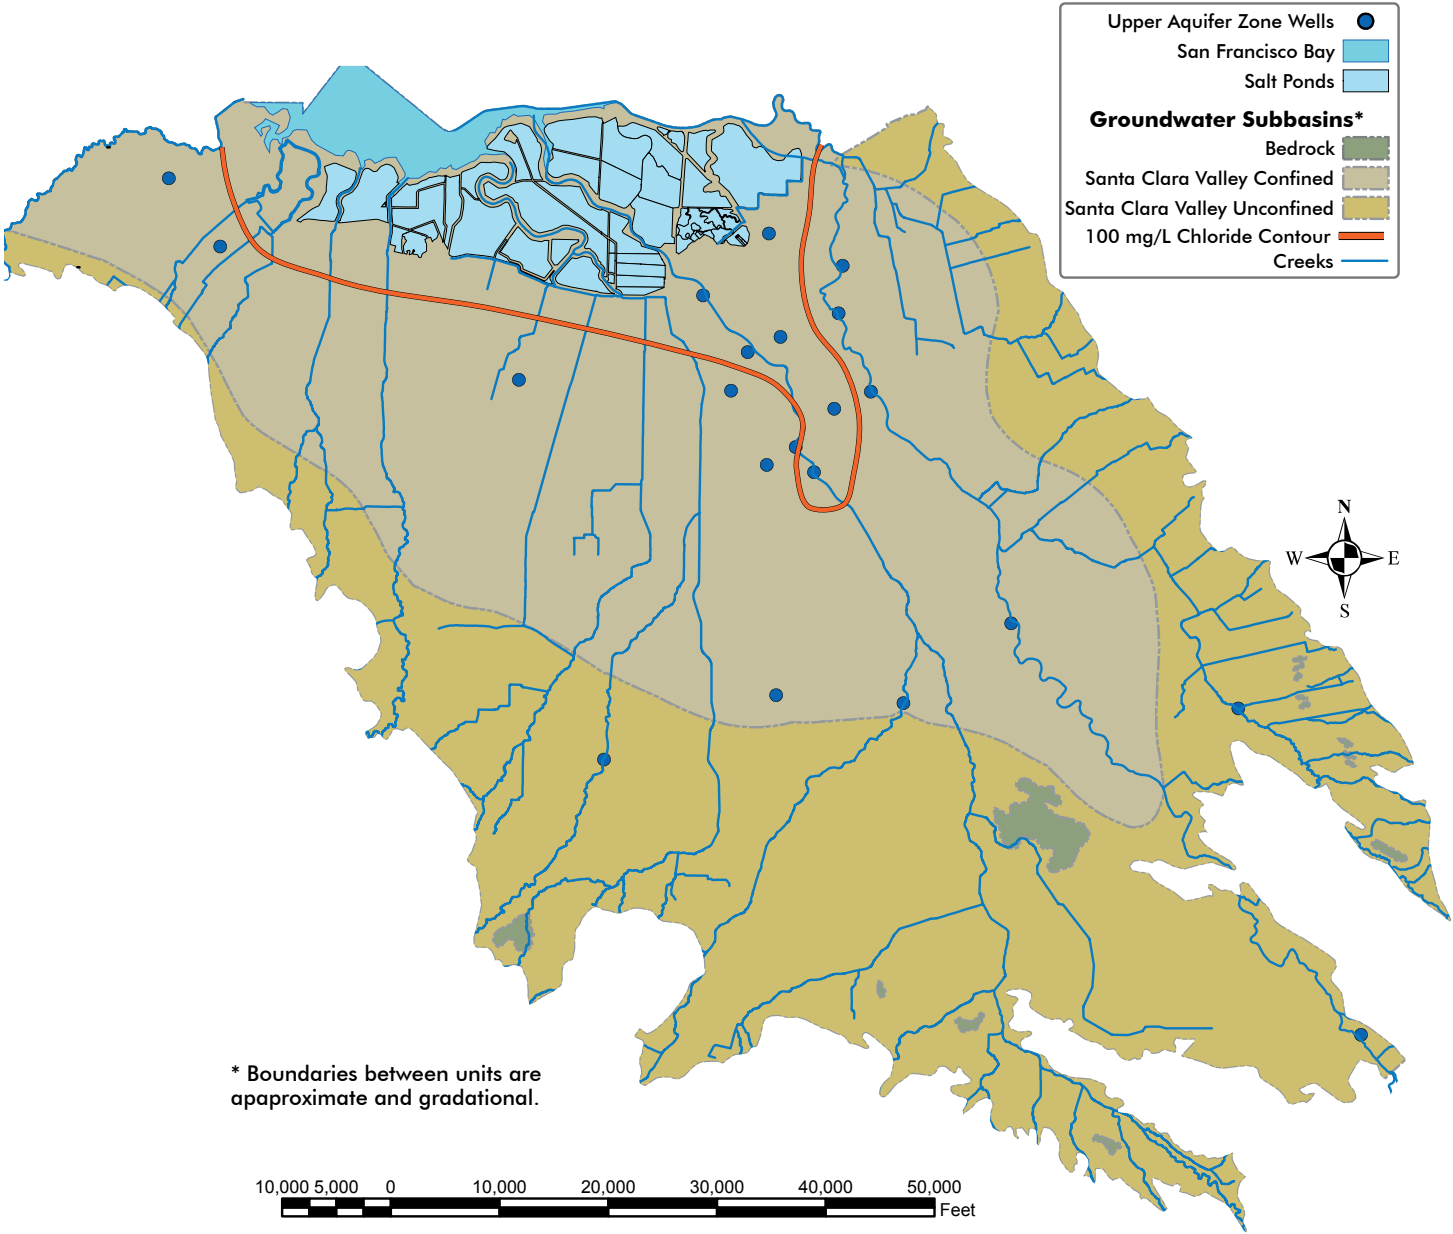 Upper Aquifer Zone Wells
San Francisco Bay
Salt Ponds
Groundwater Subbasins*
Bedrock
Santa Clara Valley Confined
Santa Clara Valley Unconfined
100 mg/L Chloride Contour
Creeks
N
W E
S
* Boundaries between units are
apaproximate and gradational.
10,000 5,000 0 10,000 20,000 30,000 40,000 50,000
Feet